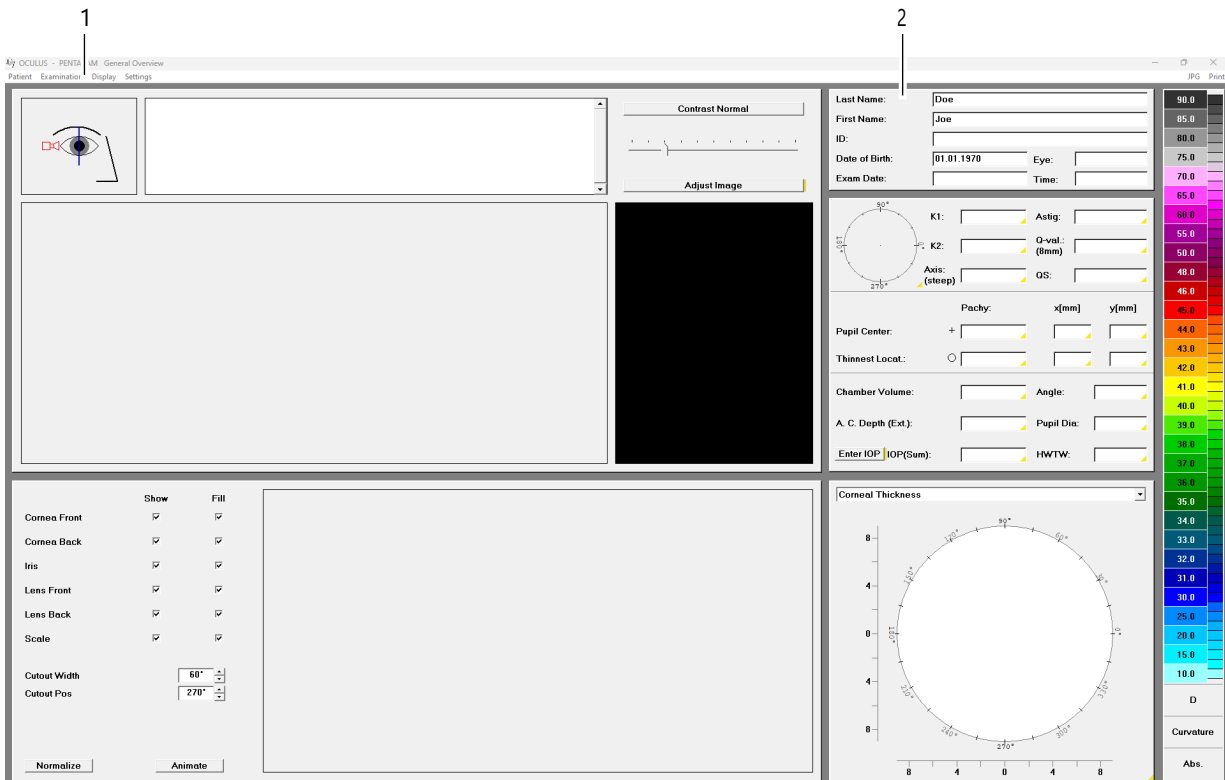 1
2
OCULUS - PENTACAM General Overview
Patient Examination Display Settings
JPG Print
Contrast Normal
Adjust Image
Last Name: Doe
First Name: Joe
ID:
Date of Birth: 01.01.1970 Eye:
Exam Date: Time:
90°
180°
0°
270°
K1: Astig:
K2: Q-val.:
(8mm)
Axis:
(steep) QS:
Pachy: x[mm] y[mm]
Pupil Center: +
Thinnest Locat.: O
Chamber Volume: Angle:
A. C. Depth (Ext.): Pupil Dia:
Enter IOP IOP(Sum): HWTW:
Show Fill
Cornea Front
Cornea Back
Iris
Lens Front
Lens Back
Scale
Cutout Width 60°
Cutout Pos 270°
Normalize Animate
Corneal Thickness
90°
120° 60°
150° 30°
180° 0°
210° 330°
240° 300°
270°
8
4
0
4
8
8 4 0 4 8
90.0
85.0
80.0
75.0
70.0
65.0
60.0
55.0
50.0
48.0
46.0
45.0
44.0
43.0
42.0
41.0
40.0
39.0
38.0
37.0
36.0
35.0
34.0
33.0
32.0
31.0
30.0
25.0
20.0
15.0
10.0
D
Curvature
Abs.